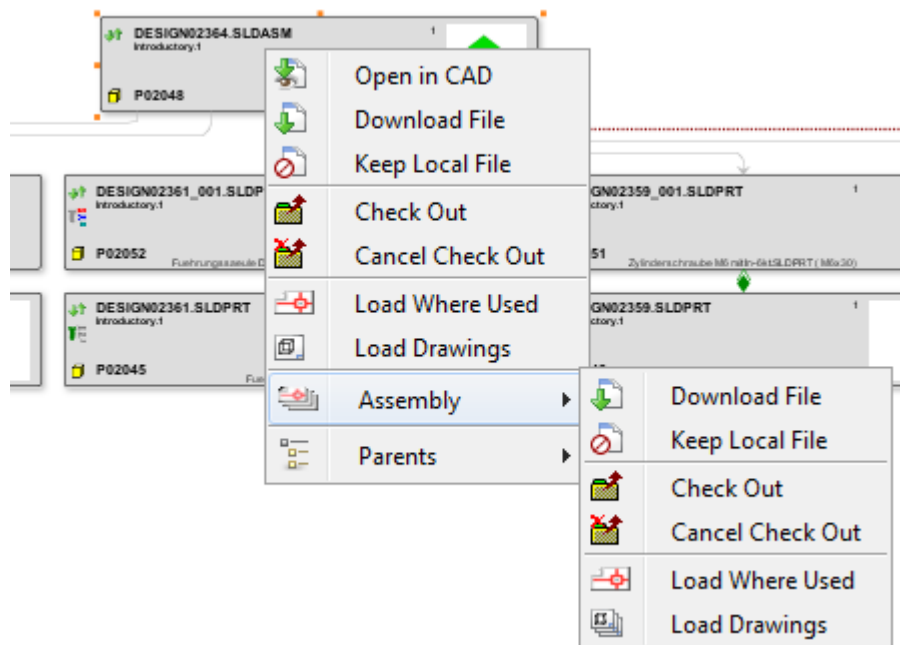 DESIGN02364.SLDASM 1
Introductory.1
P02048
Open in CAD
Download File
Keep Local File
Check Out
Cancel Check Out
Load Where Used
Load Drawings
Assembly
Parents
DESIGN02361_001.SLDP
Introductory.1
P02052
GN02359_001.SLDPRT 1
ctory.1
51
Zylinderschraube M6 mitIn-6kt.SLDPRT ( M6x30)
DESIGN02361.SLDPRT
Introductory.1
P02045
GN02359.SLDPRT 1
ctory.1
Download File
Keep Local File
Check Out
Cancel Check Out
Load Where Used
Load Drawings